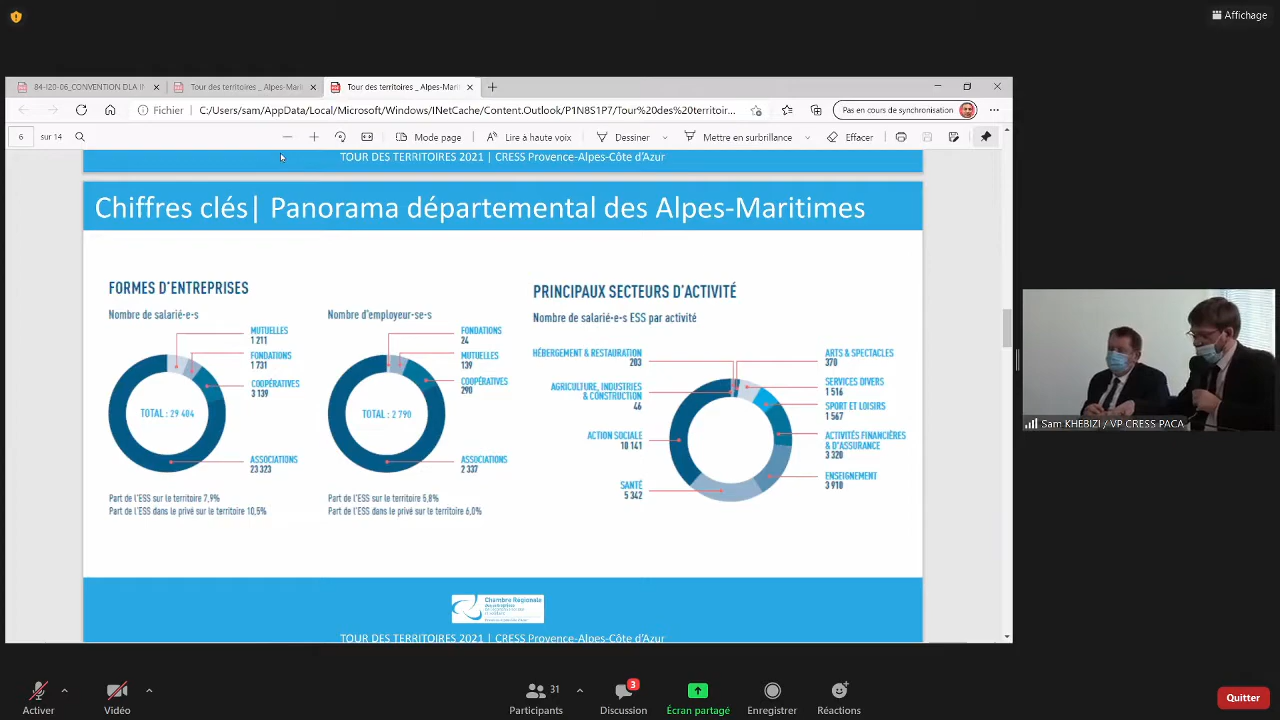 Affichage
84-I20-06_CONVENTION DLA IN
Tour des territoires _ Alpes-Marit
Tour des territoires _ Alpes-Mari
Fichier
C:/Users/sam/AppData/Local/Microsoft/Windows/INetCache/Content.Outlook/P1N8S1P7/Tour%20des%20territoir...
Pas en cours de synchronisation
6
sur 14
Mode page
Lire à haute voix
Dessiner
Mettre en surbrillance
Effacer
TOUR DES TERRITOIRES 2021 | CRESS Provence-Alpes-Côte d'Azur
Chiffres clés| Panorama départemental des Alpes-Maritimes
FORMES D'ENTREPRISES
Nombre de salarié-e-s
MUTUELLES
1 211
FONDATIONS
1 731
COOPÉRATIVES
3 139
TOTAL : 29 404
ASSOCIATIONS
23 323
Part de l'ESS sur le territoire 7,9%
Part de l'ESS dans le privé sur le territoire 10,5%
Nombre d'employeur-se-s
FONDATIONS
24
MUTUELLES
139
COOPÉRATIVES
290
TOTAL : 2 790
ASSOCIATIONS
2 337
Part de l'ESS sur le territoire 5,8%
Part de l'ESS dans le privé sur le territoire 6,0%
PRINCIPAUX SECTEURS D'ACTIVITÉ
Nombre de salarié-e-s ESS par activité
HÉBERGEMENT & RESTAURATION
203
AGRICULTURE, INDUSTRIES
& CONSTRUCTION
46
ACTION SOCIALE
10 141
SANTÉ
5 342
ARTS & SPECTACLES
370
SERVICES DIVERS
1 516
SPORT ET LOISIRS
1 567
ACTIVITÉS FINANCIÈRES
& D'ASSURANCE
3 320
ENSEIGNEMENT
3 910
Chambre Régionale
TOUR DES TERRITOIRES 2021 | CRESS Provence-Alpes-Côte d'Azur
Sam KHEBIZI / VP CRESS PACA
Activer
Vidéo
31
Participants
3
Discussion
Écran partagé
Enregistrer
Réactions
Quitter